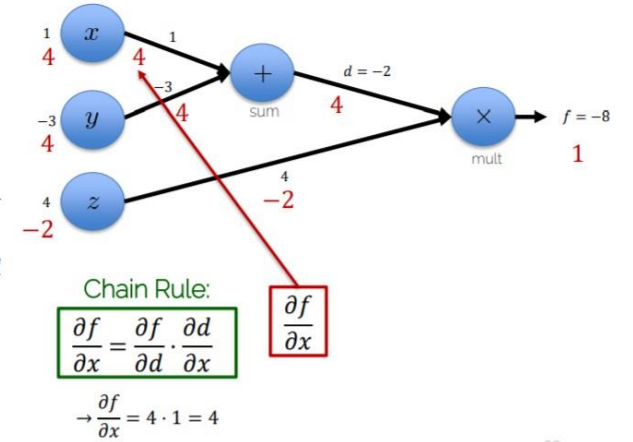 1
x
4
4
1
−3
y
4
−3
4
+
sum
d = −2
4
×
mult
f = −8
1
4
z
−2
4
−2
Chain Rule:
∂f/∂x = ∂f/∂d · ∂d/∂x
∂f/∂x
→ ∂f/∂x = 4 · 1 = 4